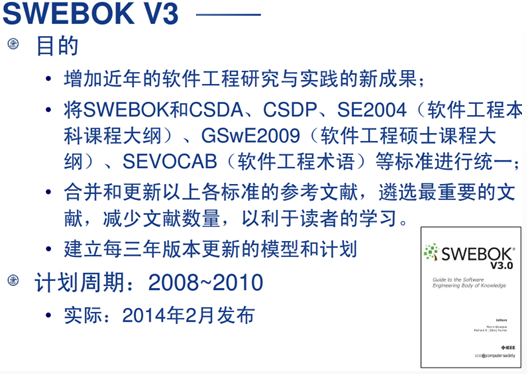 SWEBOK V3
目的
• 增加近年的软件工程研究与实践的新成果；
• 将SWEBOK和CSDA、CSDP、SE2004（软件工程本
科课程大纲）、GSwE2009（软件工程硕士课程大
纲）、SEVOCAB（软件工程术语）等标准进行统一；
• 合并和更新以上各标准的参考文献，遴选最重要的文
献，减少文献数量，以利于读者的学习。
• 建立每三年版本更新的模型和计划
计划周期：2008~2010
• 实际：2014年2月发布
SWEBOK
V3.0
Guide to the Software
Engineering Body of Knowledge
Editors
IEEE
computer society